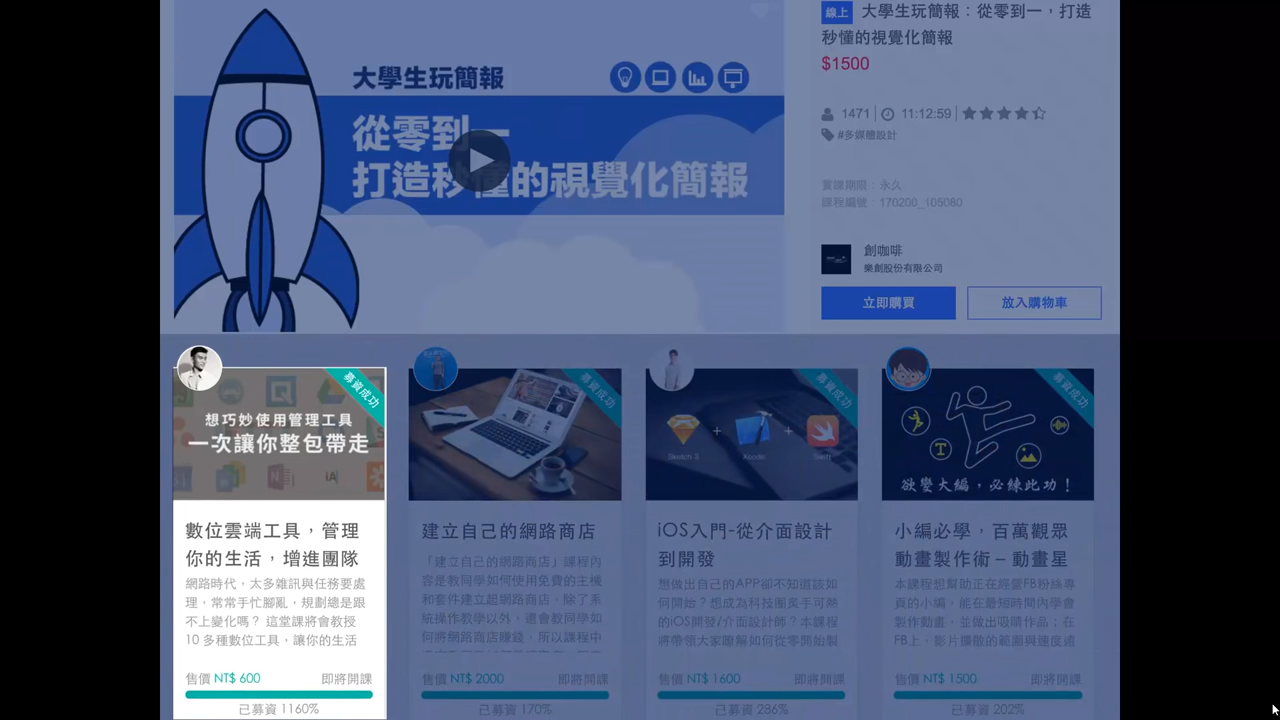 大學生玩簡報
從零到一
打造秒懂的視覺化簡報
線上 大學生玩簡報:從零到一,打造
秒懂的視覺化簡報
$1500
1471 11:12:59
#多媒體設計
實課期限:永久
課程編號:170200_105080
創咖啡
樂創股份有限公司
立即購買 放入購物車
募資成功
想巧妙使用管理工具
一次讓你整包帶走
數位雲端工具,管理
你的生活,增進團隊
網路時代,太多雜訊與任務要處
理,常常手忙腳亂,規劃總是跟
不上變化嗎? 這堂課將會教授
10 多種數位工具,讓你的生活
售價 NT$ 600 即將開課
已募資 1160%
募資成功
建立自己的網路商店
「建立自己的網路商店」課程內
容是教同學如何使用免費的主機
和套件建立起網路商店,除了系
統操作教學以外,還會教同學如
何將網路商店賺錢,所以課程中
售價 NT$ 2000 即將開課
已募資 170%
募資成功
Sketch 3 + Xcode + Swift
iOS入門-從介面設計
到開發
想做出自己的APP卻不知道該如
何開始?想成為科技圈炙手可熱
的iOS開發/介面設計師?本課程
將帶領大家瞭解如何從零開始製
售價 NT$ 1600 即將開課
已募資 286%
募資成功
欲變大編,必練此功!
小編必學,百萬觀眾
動畫製作術 – 動畫星
本課程想幫助正在經營FB粉絲專
頁的小編,能在最短時間內學會
製作動畫,並做出吸睛作品;在
FB上,影片擴散的範圍與速度遠
售價 NT$ 1500 即將開課
已募資 202%